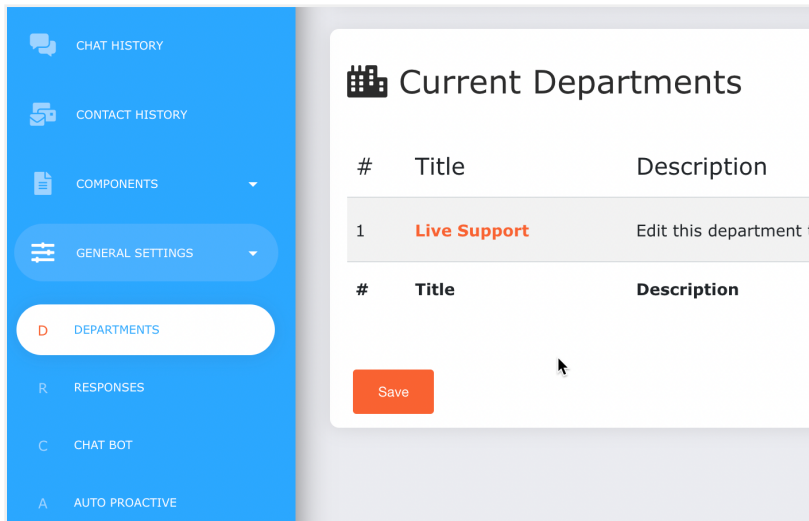 CHAT HISTORY
CONTACT HISTORY
COMPONENTS
GENERAL SETTINGS
D DEPARTMENTS
R RESPONSES
C CHAT BOT
A AUTO PROACTIVE
Current Departments
# Title Description
1 Live Support Edit this department
# Title Description
Save